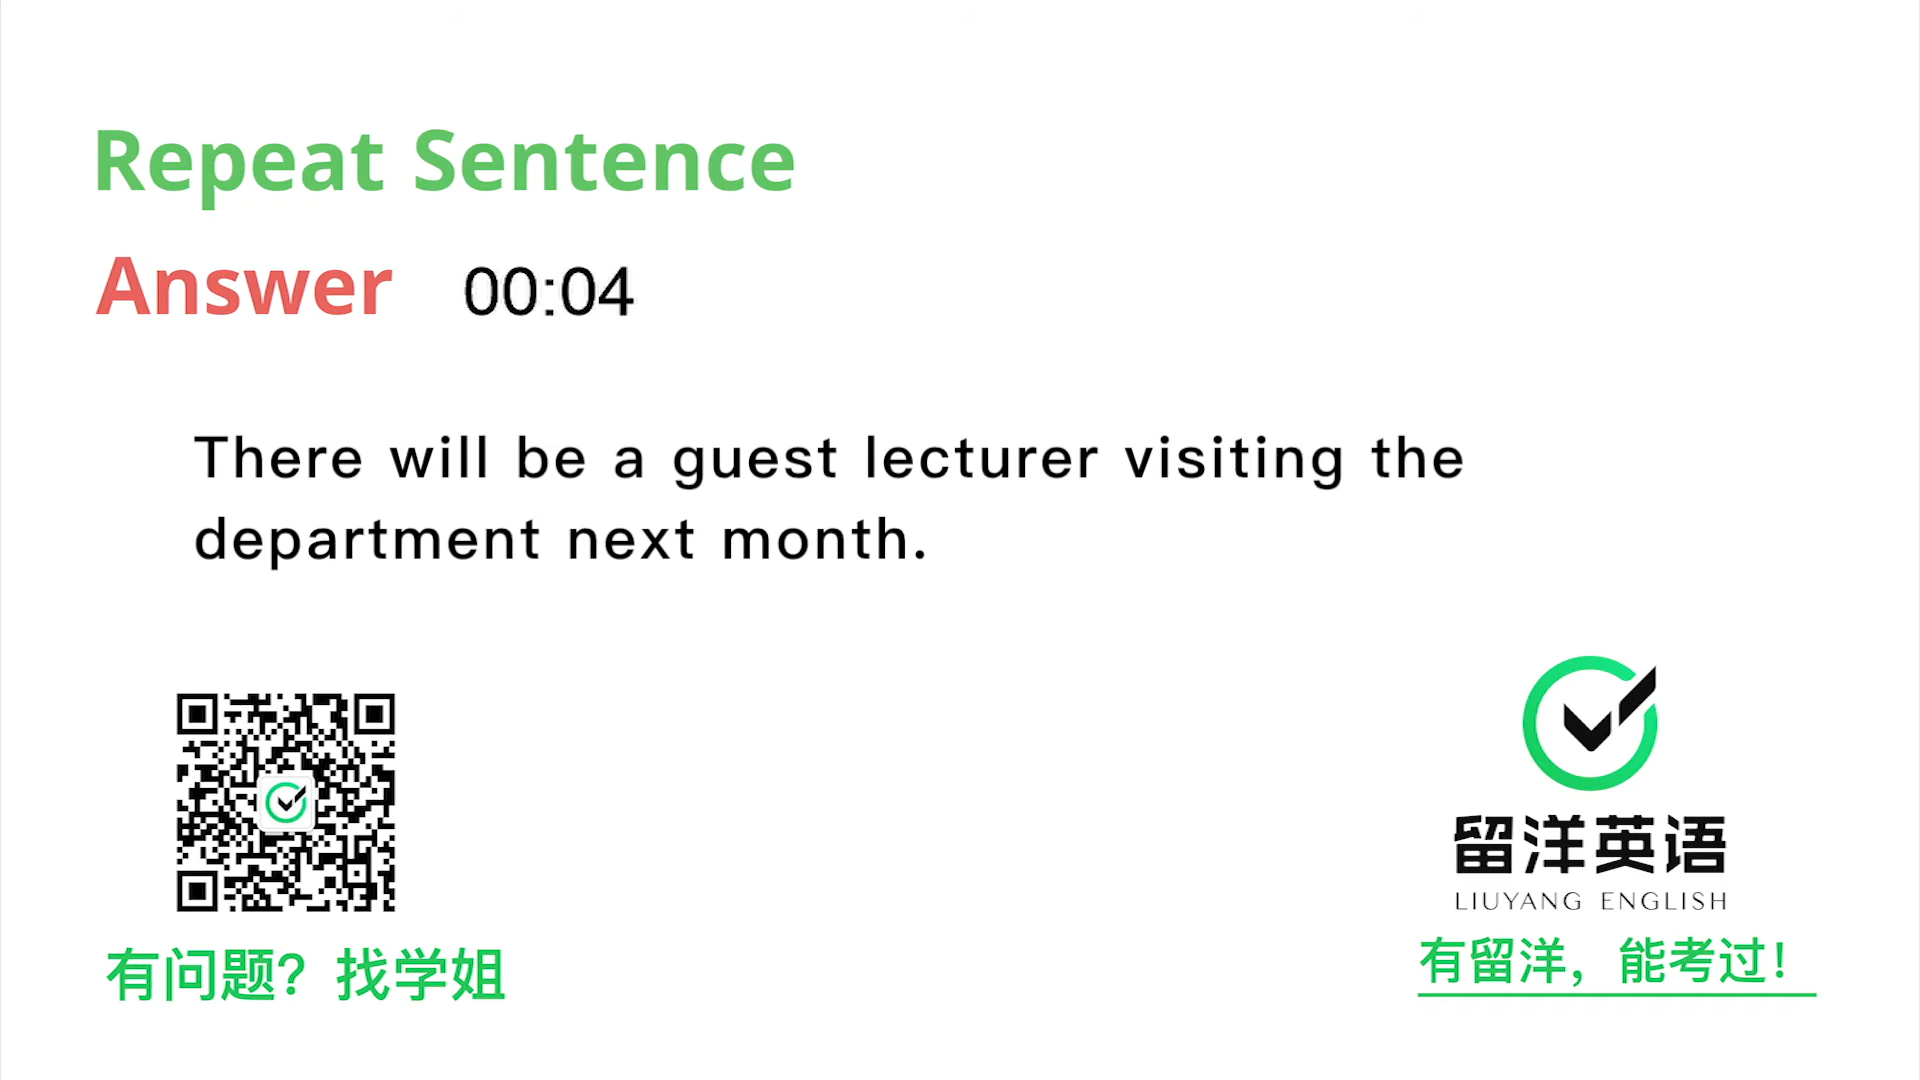 Repeat Sentence
Answer 00:04
There will be a guest lecturer visiting the
department next month.
留洋英语
LIUYANG ENGLISH
有问题？找学姐
有留洋，能考过！